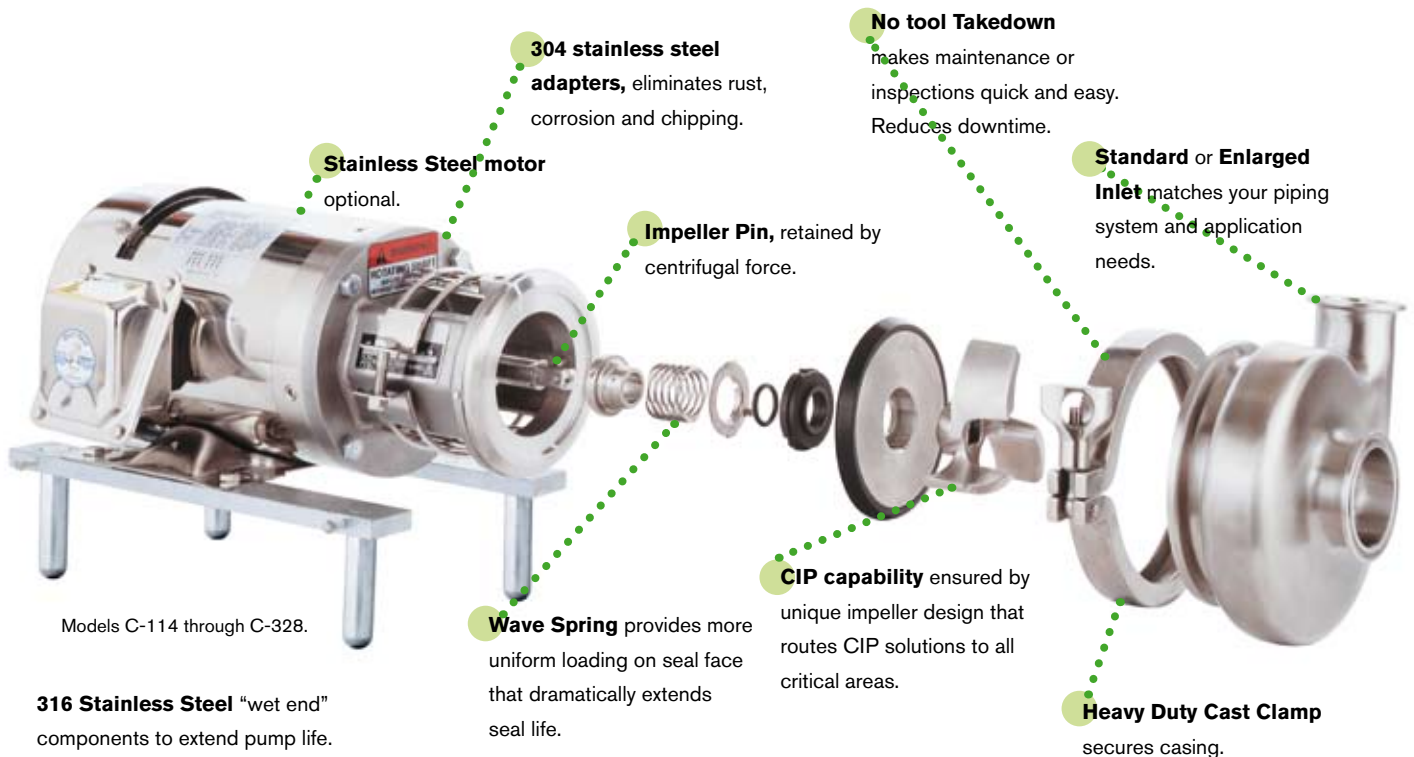 No tool Takedown
makes maintenance or
inspections quick and easy.
Reduces downtime.
304 stainless steel
adapters, eliminates rust,
corrosion and chipping.
Standard or Enlarged
Inlet matches your piping
system and application
needs.
Stainless Steel motor
optional.
Impeller Pin, retained by
centrifugal force.
WARNING
ROTATING SHAFT
CIP capability ensured by
unique impeller design that
routes CIP solutions to all
critical areas.
Wave Spring provides more
uniform loading on seal face
that dramatically extends
seal life.
Models C-114 through C-328.
316 Stainless Steel “wet end”
components to extend pump life.
Heavy Duty Cast Clamp
secures casing.